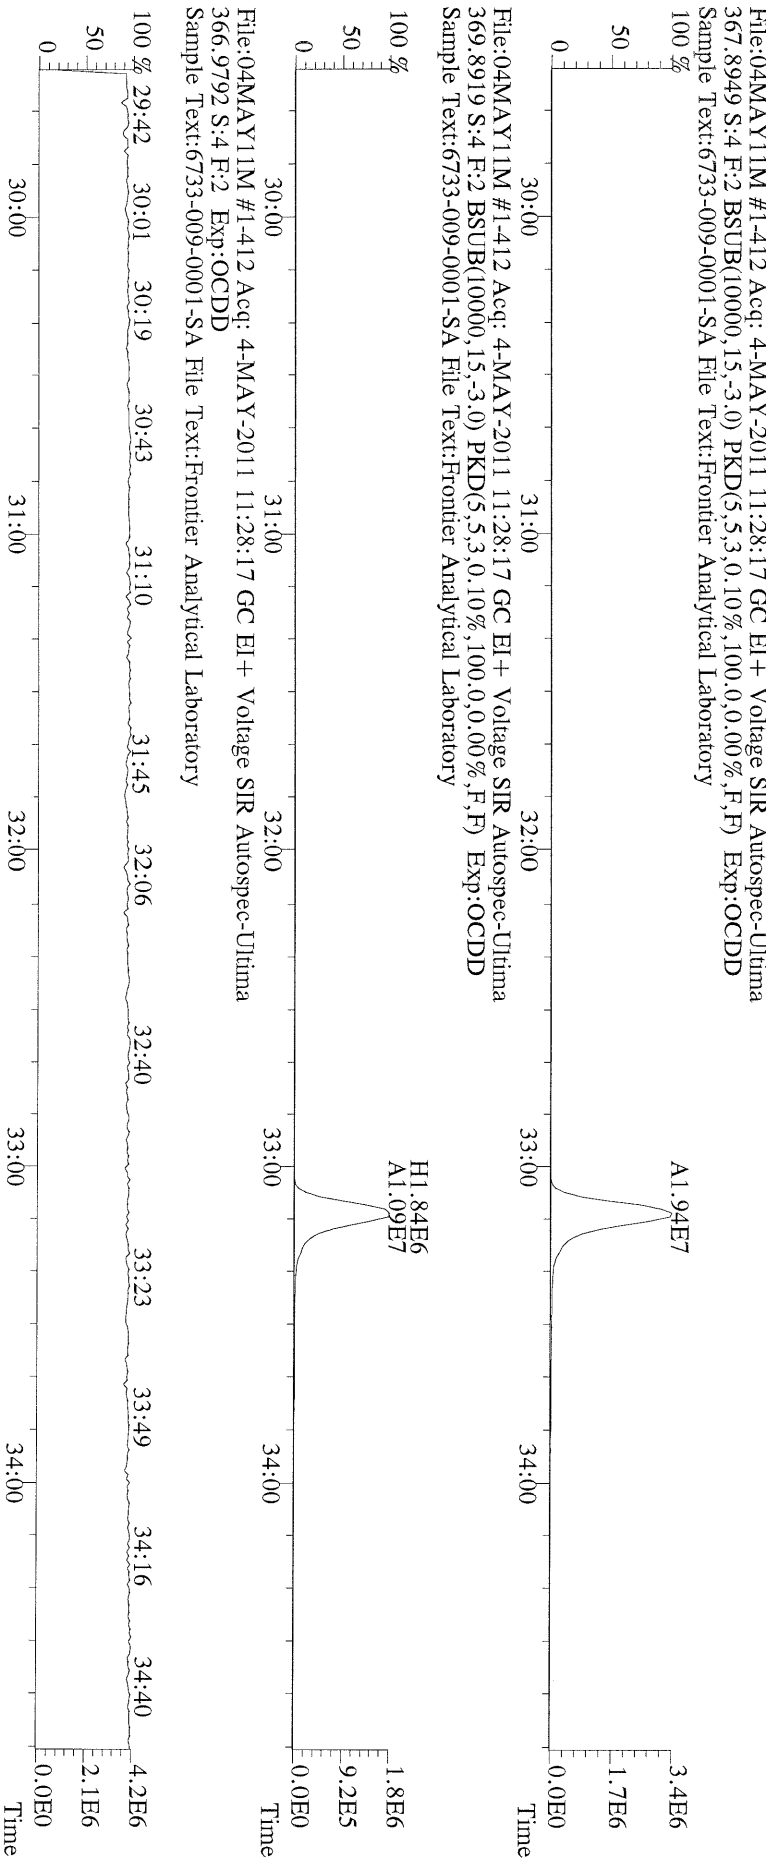 File:04MAY11M #1-412 Acq: 4-MAY-2011 11:28:17 GC EI+ Voltage SIR Autospec-Ultima
367.8949 S:4 F:2 BSUB(10000,15,-3.0) PKD(5,5,3,0.10%,100.0,0.00%,F,F) Exp:OCDD
Sample Text:6733-009-0001-SA File Text:Frontier Analytical Laboratory
100 %
A1.94E7
3.4E6
50
1.7E6
0
0.0E0
30:00
31:00
32:00
33:00
34:00
Time
File:04MAY11M #1-412 Acq: 4-MAY-2011 11:28:17 GC EI+ Voltage SIR Autospec-Ultima
369.8919 S:4 F:2 BSUB(10000,15,-3.0) PKD(5,5,3,0.10%,100.0,0.00%,F,F) Exp:OCDD
Sample Text:6733-009-0001-SA File Text:Frontier Analytical Laboratory
H1.84E6
100 %
A1.09E7
1.8E6
50
9.2E5
0
0.0E0
30:00
31:00
32:00
33:00
34:00
Time
File:04MAY11M #1-412 Acq: 4-MAY-2011 11:28:17 GC EI+ Voltage SIR Autospec-Ultima
366.9792 S:4 F:2 Exp:OCDD
Sample Text:6733-009-0001-SA File Text:Frontier Analytical Laboratory
100 %
29:42
30:01
30:19
30:43
31:10
31:45
32:06
32:40
33:23
33:49
34:16
34:40
4.2E6
50
2.1E6
0
0.0E0
30:00
31:00
32:00
33:00
34:00
Time